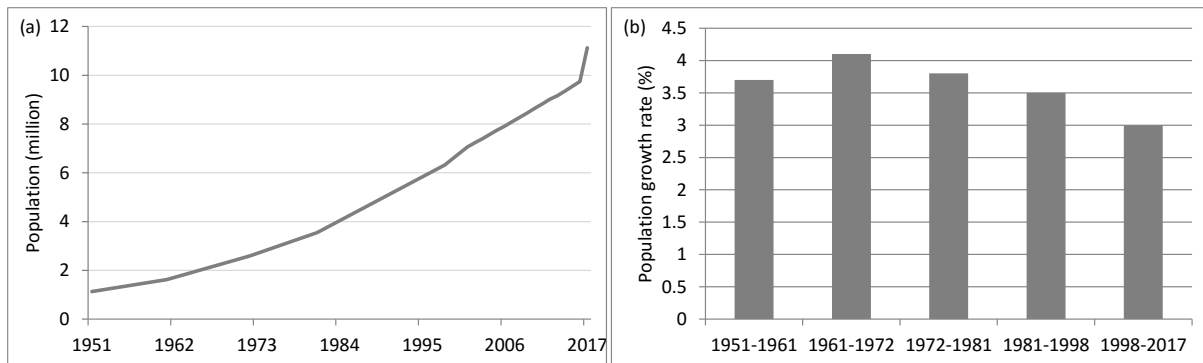 (a)
Population (million)
12
10
8
6
4
2
0
1951 1962 1973 1984 1995 2006 2017
(b)
Population growth rate (%)
4.5
4
3.5
3
2.5
2
1.5
1
0.5
0
1951-1961 1961-1972 1972-1981 1981-1998 1998-2017